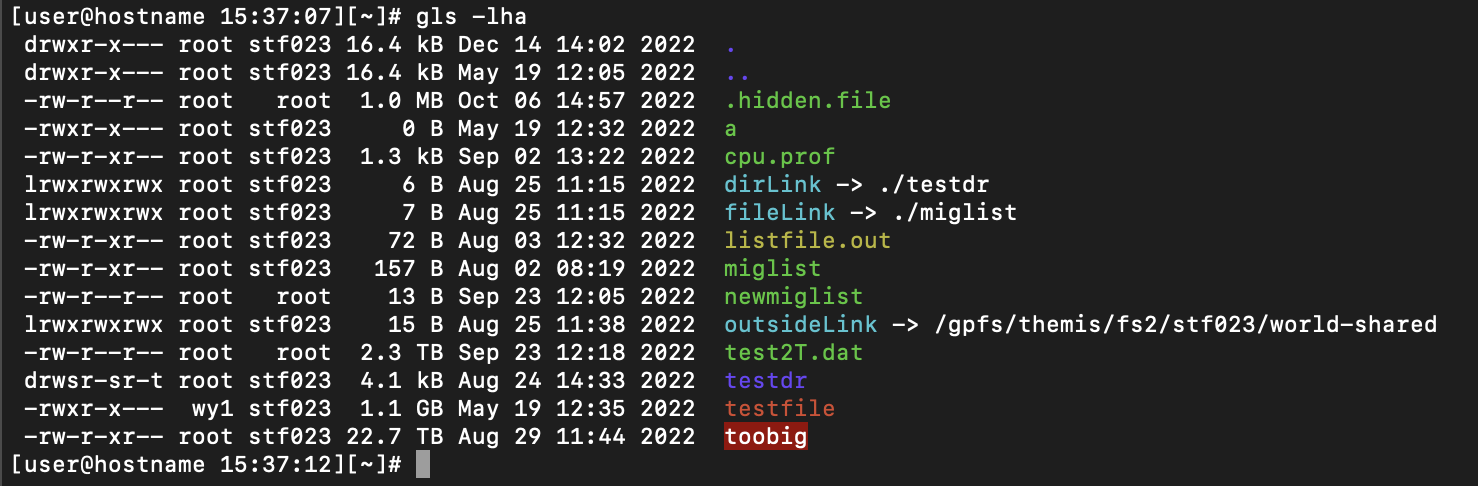 [user@hostname 15:37:07][~]# gls -lha
drwxr-x--- root stf023 16.4 kB Dec 14 14:02 2022 .
drwxr-x--- root stf023 16.4 kB May 19 12:05 2022 ..
-rw-r--r-- root root 1.0 MB Oct 06 14:57 2022 .hidden.file
-rwxr-x--- root stf023 0 B May 19 12:32 2022 a
-rw-r-xr-- root stf023 1.3 kB Sep 02 13:22 2022 cpu.prof
lrwxrwxrwx root stf023 6 B Aug 25 11:15 2022 dirLink -> ./testdr
lrwxrwxrwx root stf023 7 B Aug 25 11:15 2022 fileLink -> ./miglist
-rw-r-xr-- root stf023 72 B Aug 03 12:32 2022 listfile.out
-rw-r-xr-- root stf023 157 B Aug 02 08:19 2022 miglist
-rw-r--r-- root root 13 B Sep 23 12:05 2022 newmiglist
lrwxrwxrwx root stf023 15 B Aug 25 11:38 2022 outsideLink -> /gpfs/themis/fs2/stf023/world-shared
-rw-r--r-- root root 2.3 TB Sep 23 12:18 2022 test2T.dat
drwsr-sr-t root stf023 4.1 kB Aug 24 14:33 2022 testdr
-rwxr-x--- wy1 stf023 1.1 GB May 19 12:35 2022 testfile
-rw-r-xr-- root stf023 22.7 TB Aug 29 11:44 2022 toobig
[user@hostname 15:37:12][~]#